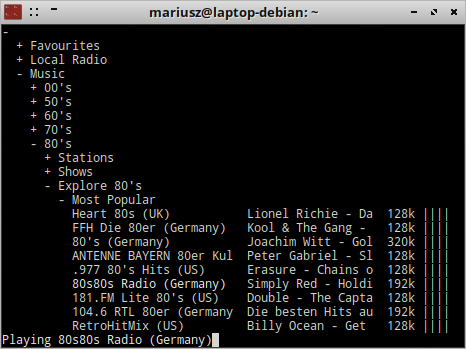 mariusz@laptop-debian: ~
-
+ Favourites
+ Local Radio
- Music
+ 00's
+ 50's
+ 60's
+ 70's
- 80's
+ Stations
+ Shows
- Explore 80's
- Most Popular
Heart 80s (UK) Lionel Richie - Da 128k ||||
FFH Die 80er (Germany) Kool & The Gang - 128k ||||
80's (Germany) Joachim Witt - Gol 320k ||||
ANTENNE BAYERN 80er Kul Peter Gabriel - Sl 128k ||||
.977 80's Hits (US) Erasure - Chains o 128k ||||
80s80s Radio (Germany) Simply Red - Holdi 192k ||||
181.FM Lite 80's (US) Double - The Capta 128k ||||
104.6 RTL 80er (Germany Die besten Hits au 192k ||||
RetroHitMix (US) Billy Ocean - Get 128k ||||
Playing 80s80s Radio (Germany)